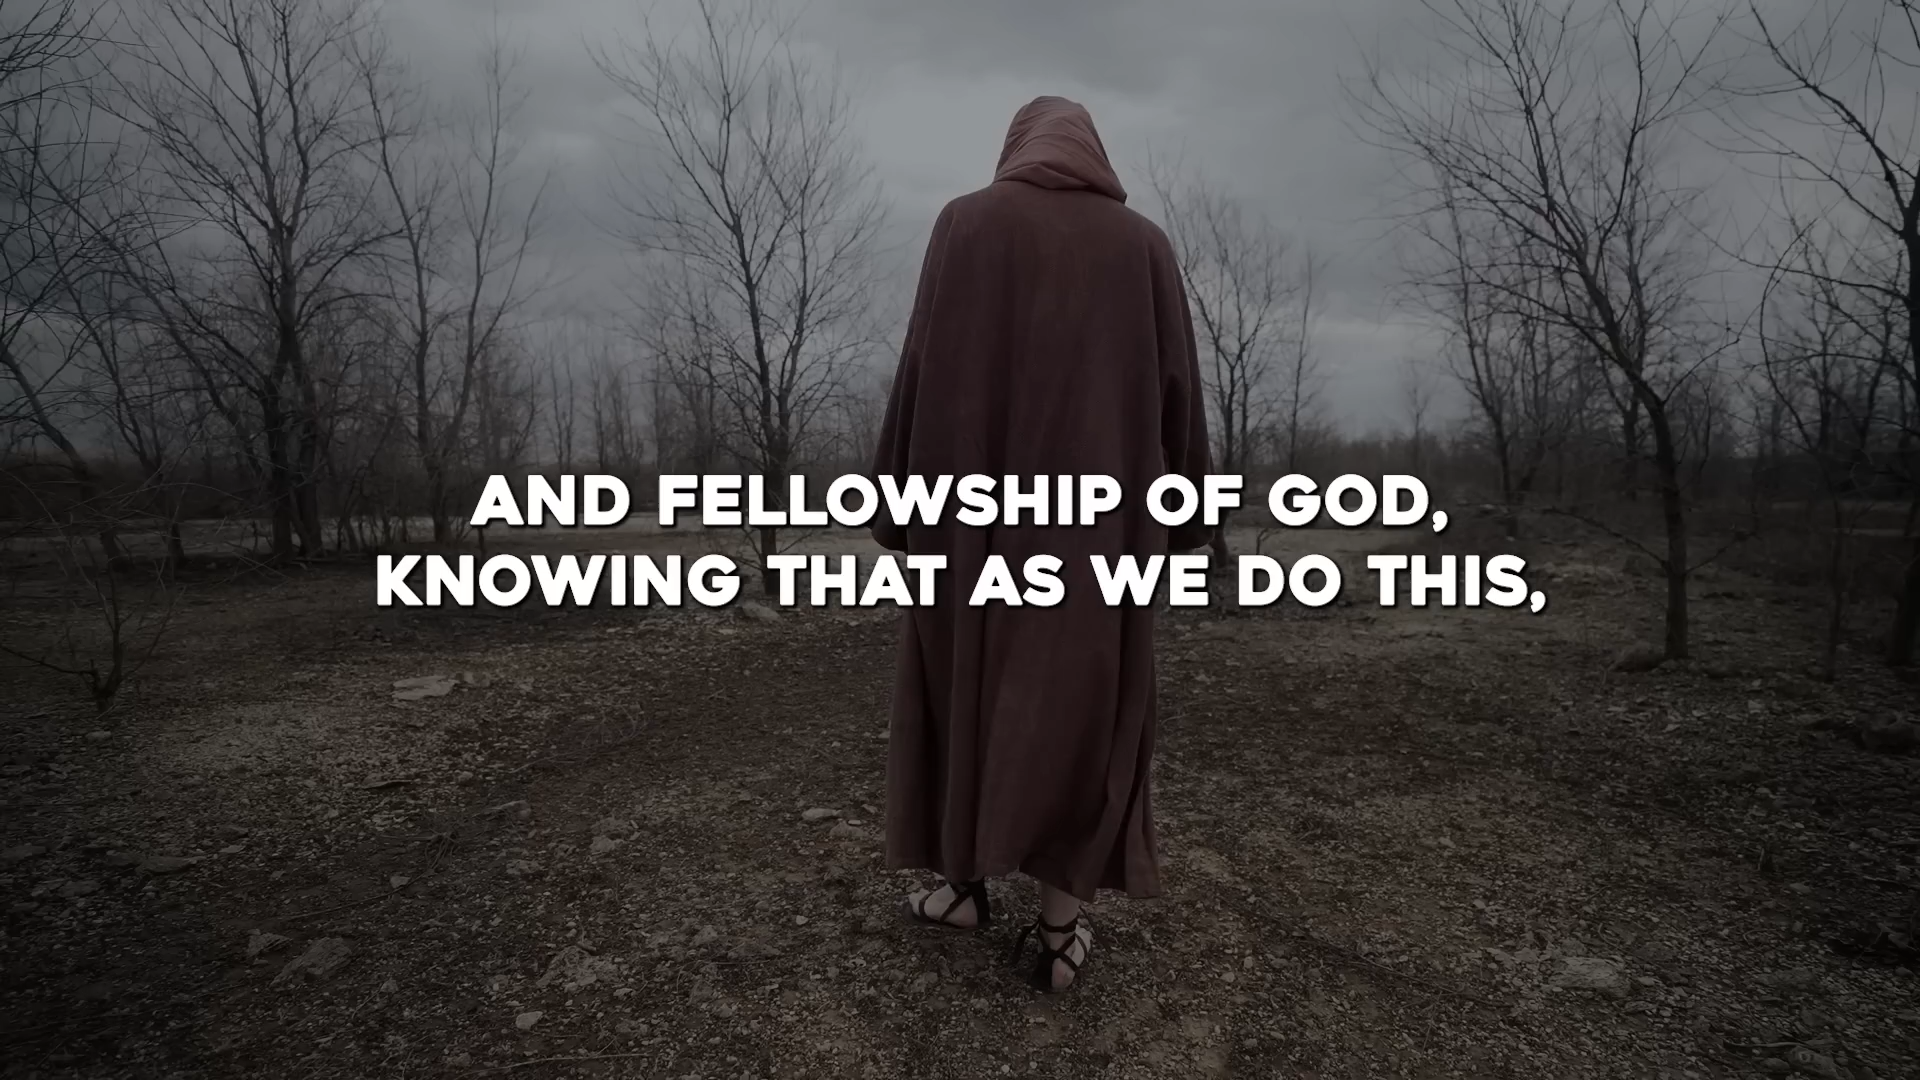 AND FELLOWSHIP OF GOD,
KNOWING THAT AS WE DO THIS,